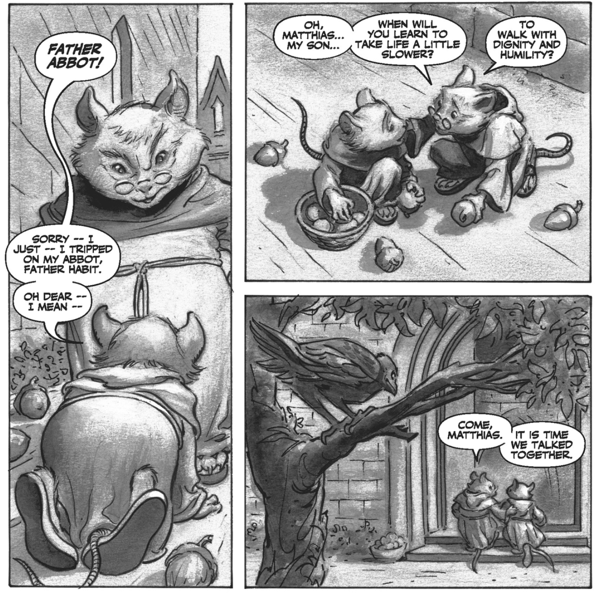 FATHER
ABBOT!
SORRY -- I
JUST -- I TRIPPED
ON MY ABBOT,
FATHER HABIT.
OH DEAR --
I MEAN --
OH,
MATTHIAS...
MY SON...
WHEN WILL
YOU LEARN TO
TAKE LIFE A LITTLE
SLOWER?
TO
WALK WITH
DIGNITY AND
HUMILITY?
COME,
MATTHIAS.
IT IS TIME
WE TALKED
TOGETHER.